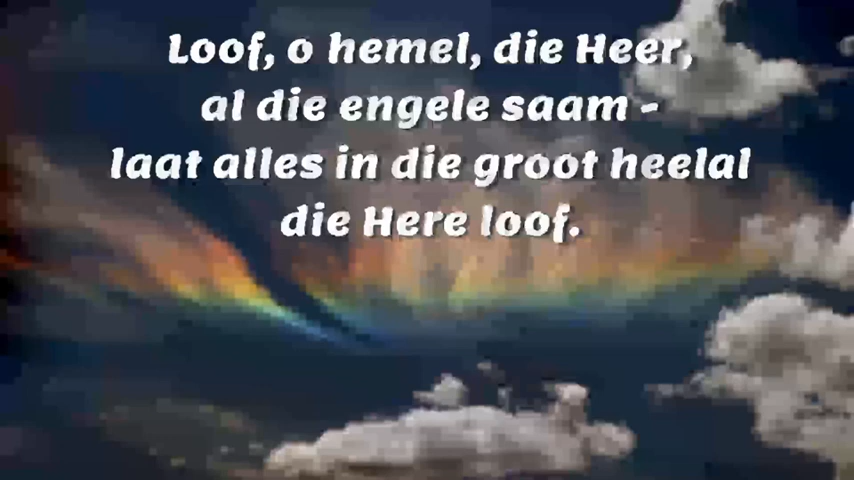 Loof, o hemel, die Heer,
al die engele saam -
laat alles in die groot heelal
die Here loof.